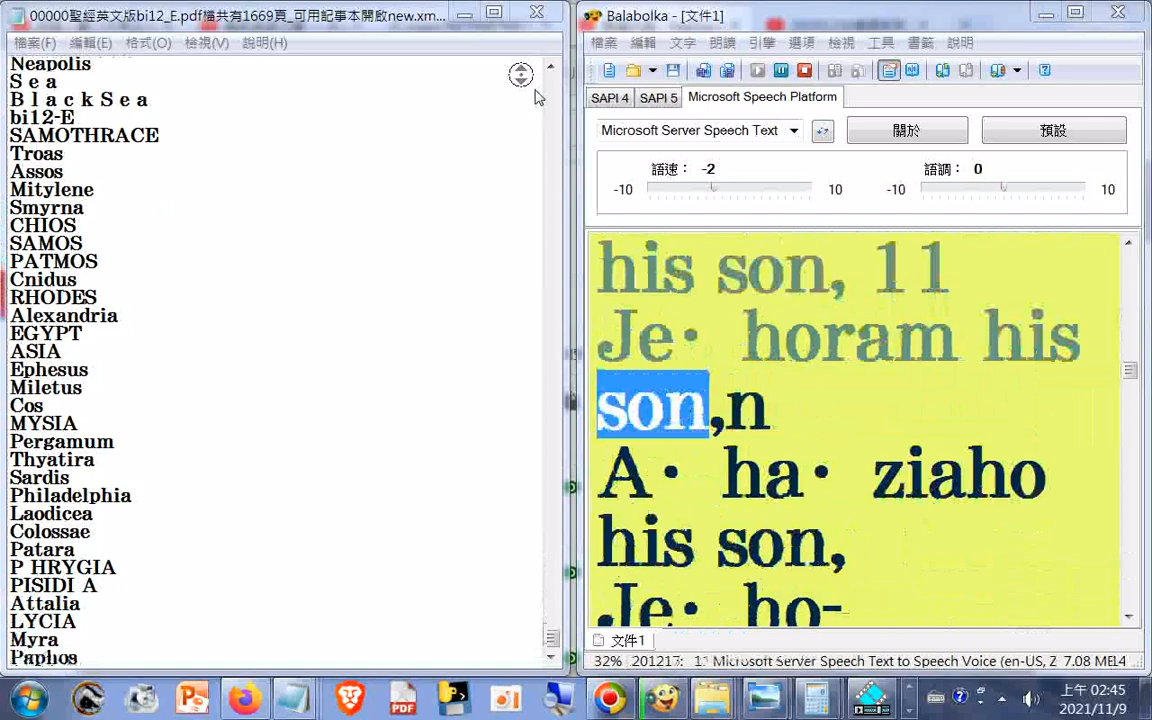 00000聖經英文版bi12_E.pdf檔共有1669頁_可用記事本開啟new.xm...
檔案(F) 編輯(E) 格式(O) 檢視(V) 說明(H)
Neapolis
S e a
B l a c k S e a
bi12-E
SAMOTHRACE
Troas
Assos
Mitylene
Smyrna
CHIOS
SAMOS
PATMOS
Cnidus
RHODES
Alexandria
EGYPT
ASIA
Ephesus
Miletus
Cos
MYSIA
Pergamum
Thyatira
Sardis
Philadelphia
Laodicea
Colossae
Patara
P HRYGIA
PISIDI A
Attalia
LYCIA
Myra
Paphos
Balabolka - [文件1]
檔案 編輯 文字 朗讀 引擎 選項 檢視 工具 書籤 說明
SAPI 4 SAPI 5 Microsoft Speech Platform
Microsoft Server Speech Text 關於 預設
語速： -2 語調： 0
-10 10 -10 10
his son, 11
Je· horam his
son,n
A· ha· ziaho
his son,
Je· ho-
文件1
32% 201217: 1 Microsoft Server Speech Text to Speech Voice (en-US, Z 7.08 ME14
PDF
上午 02:45
2021/11/9